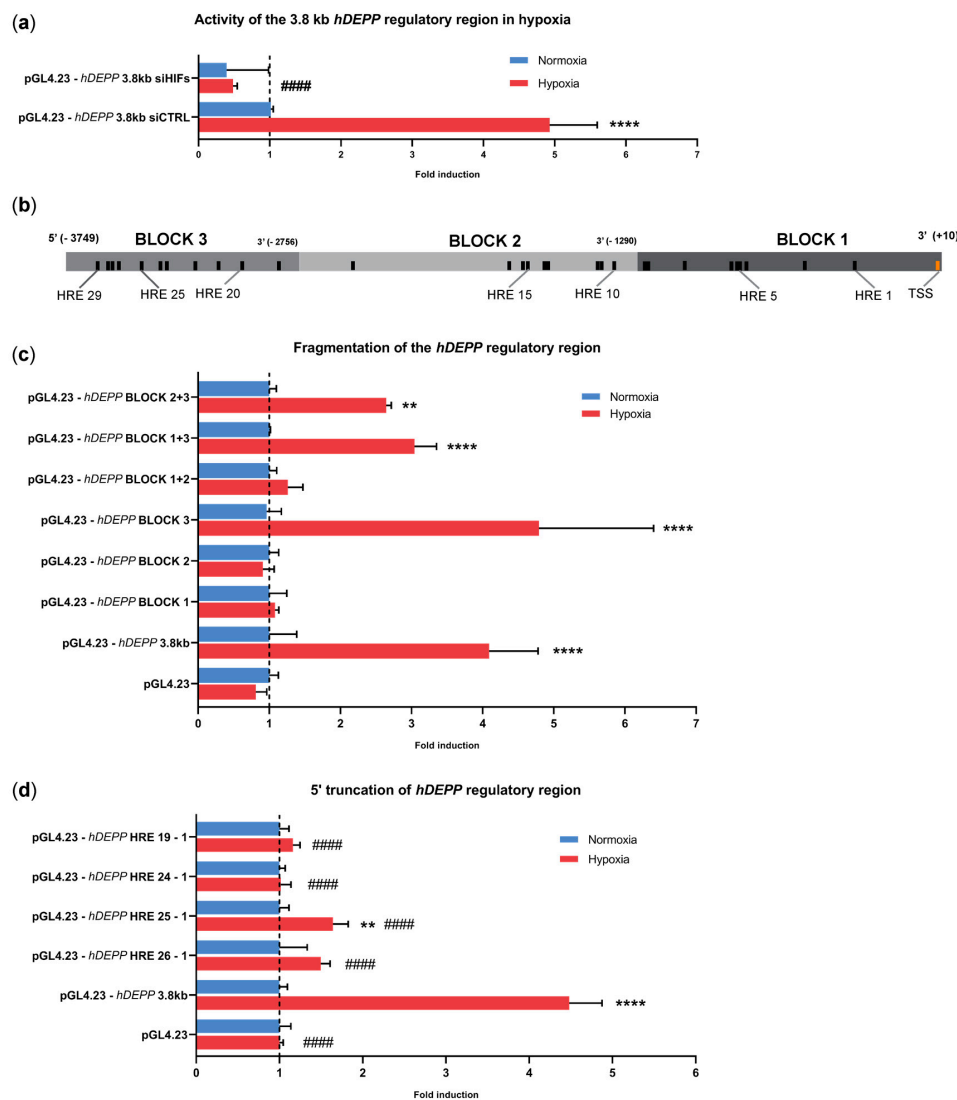 (a)
Activity of the 3.8 kb hDEPP regulatory region in hypoxia
Normoxia
Hypoxia
pGL4.23 - hDEPP 3.8kb siHIFs
####
pGL4.23 - hDEPP 3.8kb siCTRL
****
0 1 2 3 4 5 6 7
Fold induction
(b)
5' (- 3749) BLOCK 3 3' (- 2756) BLOCK 2 3' (- 1290) BLOCK 1 3' (+10)
HRE 29 HRE 25 HRE 20 HRE 15 HRE 10 HRE 5 HRE 1 TSS
(c)
Fragmentation of the hDEPP regulatory region
Normoxia
Hypoxia
pGL4.23 - hDEPP BLOCK 2+3
**
pGL4.23 - hDEPP BLOCK 1+3
****
pGL4.23 - hDEPP BLOCK 1+2
pGL4.23 - hDEPP BLOCK 3
****
pGL4.23 - hDEPP BLOCK 2
pGL4.23 - hDEPP BLOCK 1
pGL4.23 - hDEPP 3.8kb
****
pGL4.23
0 1 2 3 4 5 6 7
Fold induction
(d)
5' truncation of hDEPP regulatory region
Normoxia
Hypoxia
pGL4.23 - hDEPP HRE 19 - 1
####
pGL4.23 - hDEPP HRE 24 - 1
####
pGL4.23 - hDEPP HRE 25 - 1
** ####
pGL4.23 - hDEPP HRE 26 - 1
####
pGL4.23 - hDEPP 3.8kb
****
pGL4.23
####
0 1 2 3 4 5 6
Fold induction